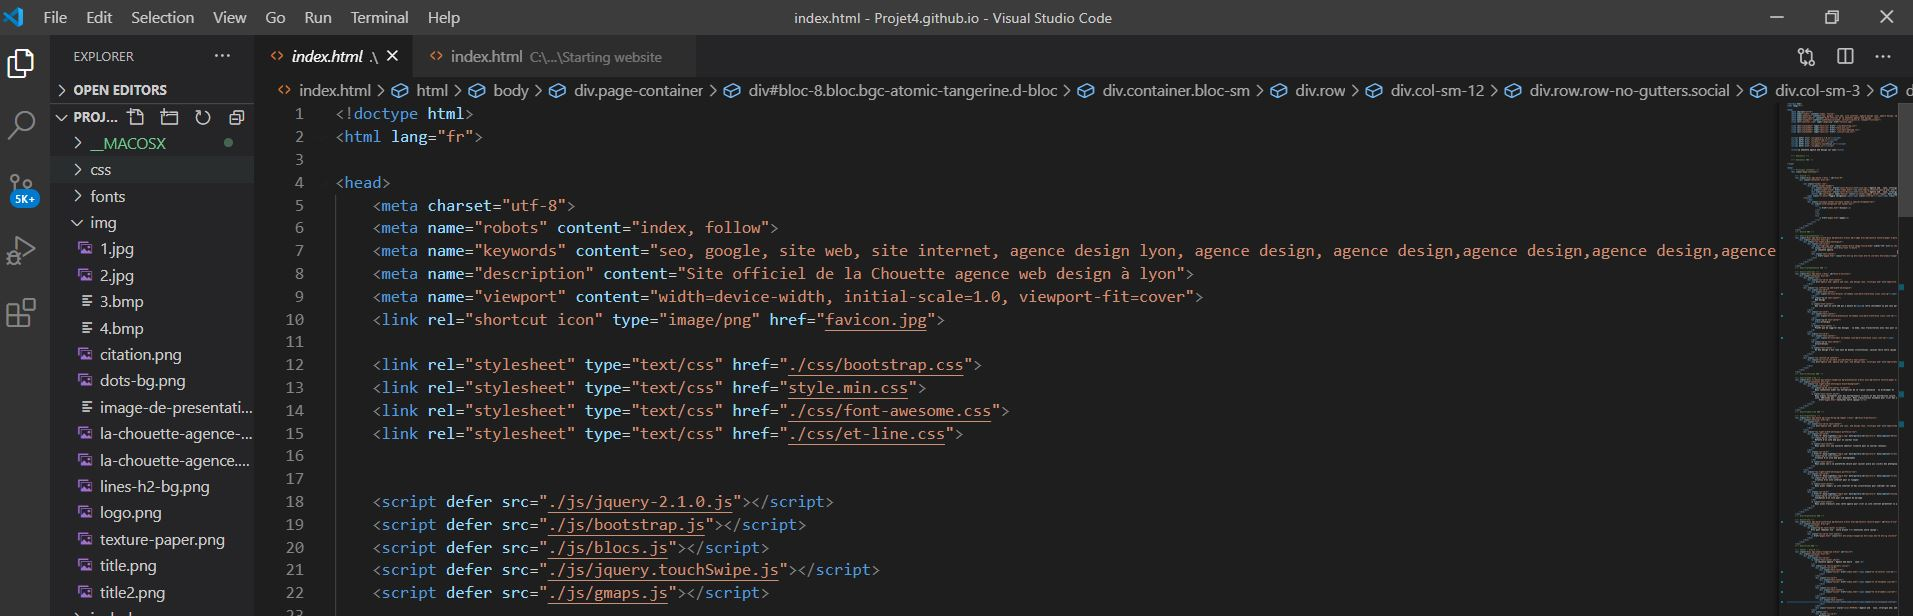 File Edit Selection View Go Run Terminal Help
index.html - Projet4.github.io - Visual Studio Code
EXPLORER ···
OPEN EDITORS
PROJ...
__MACOSX
css
fonts
img
1.jpg
2.jpg
3.bmp
4.bmp
citation.png
dots-bg.png
image-de-presentati...
la-chouette-agence-...
la-chouette-agence....
lines-h2-bg.png
logo.png
texture-paper.png
title.png
title2.png
5K+
index.html .\
index.html C:\...\Starting website
index.html > html > body > div.page-container > div#bloc-8.bloc.bgc-atomic-tangerine.d-bloc > div.container.bloc-sm > div.row > div.col-sm-12 > div.row.row-no-gutters.social > div.col-sm-3 > d
1 <!doctype html>
2 <html lang="fr">
3
4 <head>
5 <meta charset="utf-8">
6 <meta name="robots" content="index, follow">
7 <meta name="keywords" content="seo, google, site web, site internet, agence design lyon, agence design, agence design,agence design,agence design,agence
8 <meta name="description" content="Site officiel de la Chouette agence web design à lyon">
9 <meta name="viewport" content="width=device-width, initial-scale=1.0, viewport-fit=cover">
10 <link rel="shortcut icon" type="image/png" href="favicon.jpg">
11
12 <link rel="stylesheet" type="text/css" href="./css/bootstrap.css">
13 <link rel="stylesheet" type="text/css" href="style.min.css">
14 <link rel="stylesheet" type="text/css" href="./css/font-awesome.css">
15 <link rel="stylesheet" type="text/css" href="./css/et-line.css">
16
17
18 <script defer src="./js/jquery-2.1.0.js"></script>
19 <script defer src="./js/bootstrap.js"></script>
20 <script defer src="./js/blocs.js"></script>
21 <script defer src="./js/jquery.touchSwipe.js"></script>
22 <script defer src="./js/gmaps.js"></script>
23